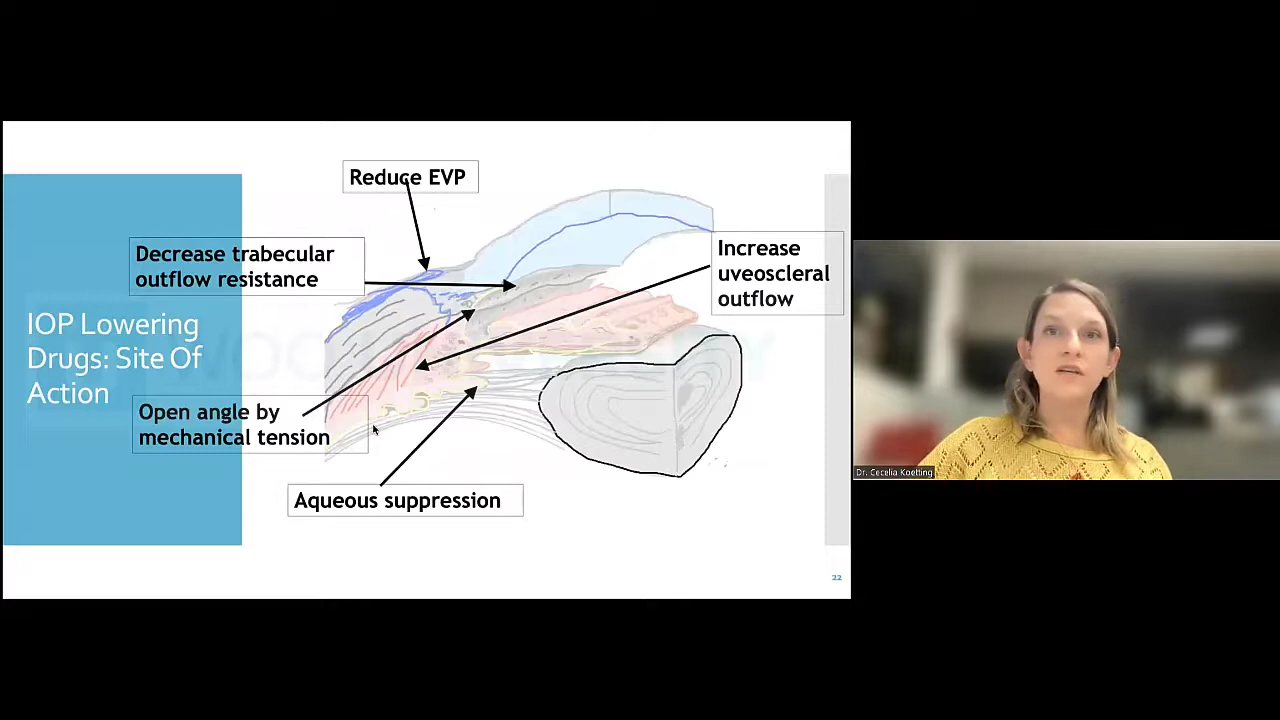 Reduce EVP
Decrease trabecular
outflow resistance
Increase
uveoscleral
outflow
IOP Lowering
Drugs: Site Of
Action
Open angle by
mechanical tension
Aqueous suppression
22
Dr. Cecelia Koetting